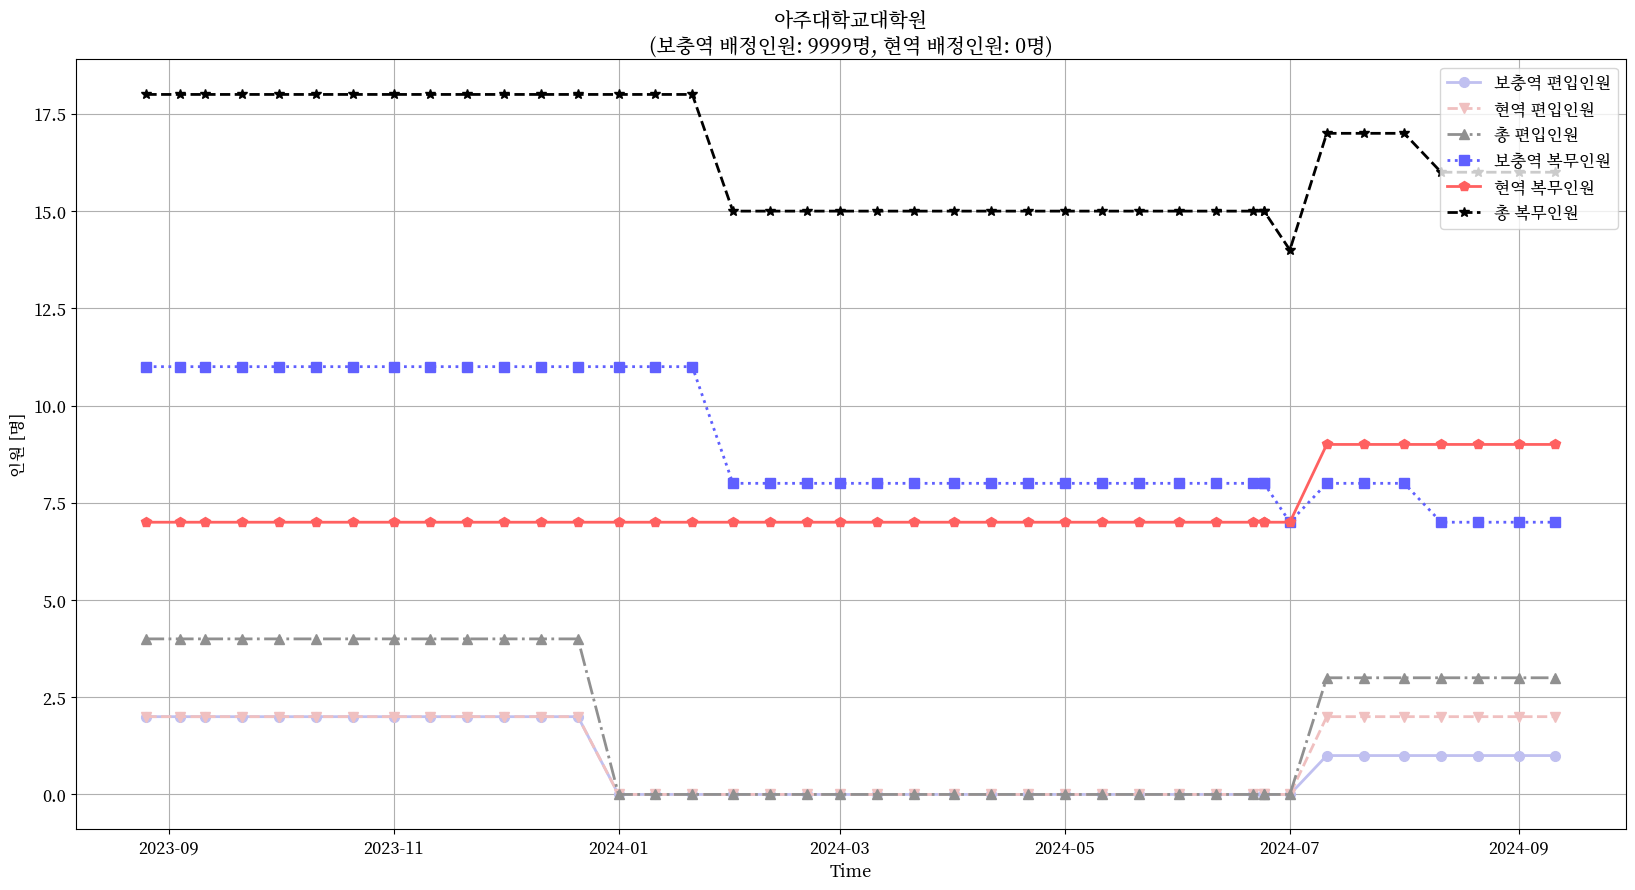 아주대학교대학원
(보충역 배정인원: 9999명, 현역 배정인원: 0명)
보충역 편입인원
현역 편입인원
총 편입인원
보충역 복무인원
현역 복무인원
총 복무인원
인원 [명]
17.5
15.0
12.5
10.0
7.5
5.0
2.5
0.0
2023-09
2023-11
2024-01
2024-03
2024-05
2024-07
2024-09
Time